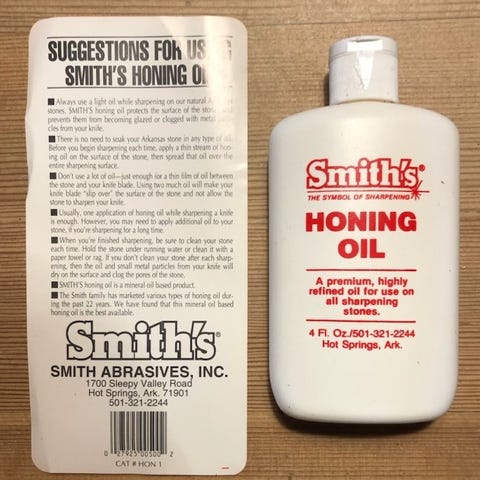 SUGGESTIONS FOR USING
SMITH'S HONING OIL
■ Always use a light oil while sharpening on our natural
stones. SMITH'S honing oil protects the surface of the stone and
prevents them from becoming glazed or clogged with metal
cles from your knife.
■ There is no need to soak your Arkansas stone in any type of oil.
Before you begin sharpening each time, apply a thin stream of hon-
ing oil on the surface of the stone, then spread that oil over the
entire sharpening surface.
■ Don't use a lot of oil—just enough for a thin film of oil between
the stone and your knife blade. Using two much oil will make your
knife blade "slip over" the surface of the stone and not allow the
stone to sharpen your knife.
■ Usually, one application of honing oil while sharpening a knife
is enough. However, you may need to apply additional oil to your
stone, if you're sharpening for a long time.
■ When you're finished sharpening, be sure to clean your stone
each time. Hold the stone under running water or clean it with a
paper towel or rag. If you don't clean your stone after each sharp-
ening, then the oil and small metal particles from your knife will
dry on the surface and clog the pores of the stone.
■ SMITH'S honing oil is a mineral oil based product.
■ The Smith family has marketed various types of honing oil dur-
ing the past 22 years. We have found that this mineral oil based
honing oil is the best available.
Smith's®
SMITH ABRASIVES, INC.
1700 Sleepy Valley Road
Hot Springs, Ark. 71901
501-321-2244
0 27925 00500 2
CAT # HON 1
Smith's®
THE SYMBOL OF SHARPENING
HONING
OIL
A premium, highly
refined oil for use on
all sharpening
stones.
4 Fl. Oz./501-321-2244
Hot Springs, Ark.